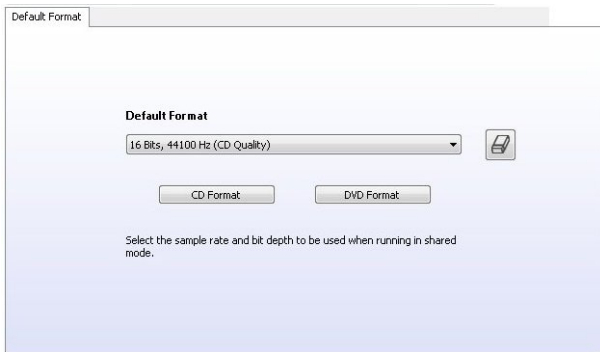 Default Format
Default Format
16 Bits, 44100 Hz (CD Quality)
CD Format
DVD Format
Select the sample rate and bit depth to be used when running in shared
mode.